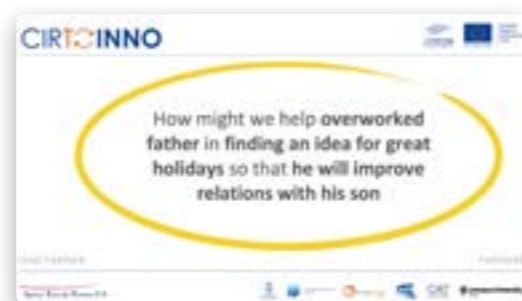 CIRTOINNO
How might we help overworked
father in finding an idea for great
holidays so that he will improve
relations with his son